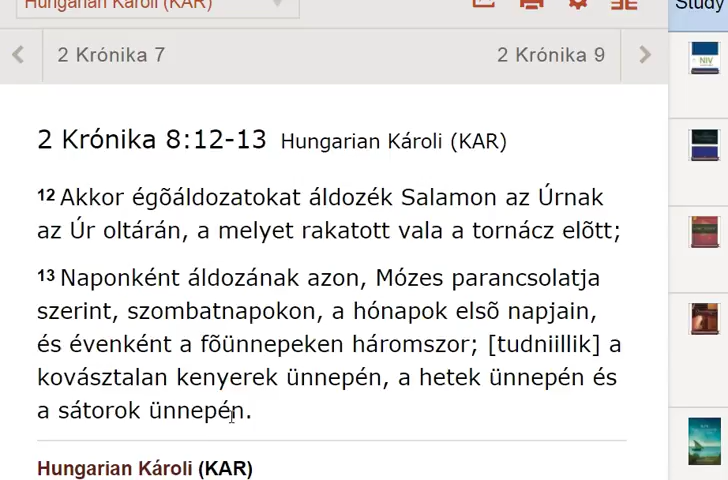 Hungarian Károli (KAR)
Study
2 Krónika 7
2 Krónika 9
NIV
2 Krónika 8:12-13 Hungarian Károli (KAR)
12 Akkor égõáldozatokat áldozék Salamon az Úrnak
az Úr oltárán, a melyet rakatott vala a tornácz elõtt;
13 Naponként áldozának azon, Mózes parancsolatja
szerint, szombatnapokon, a hónapok elsõ napjain,
és évenként a fõünnepeken háromszor; [tudniillik] a
kovásztalan kenyerek ünnepén, a hetek ünnepén és
a sátorok ünnepén.
Hungarian Károli (KAR)